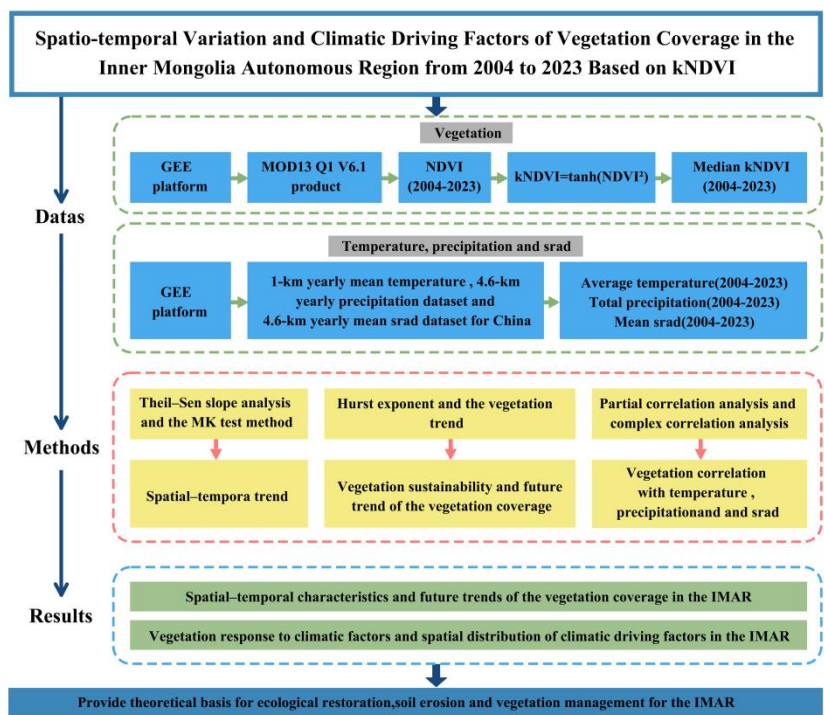 Spatio-temporal Variation and Climatic Driving Factors of Vegetation Coverage in the
Inner Mongolia Autonomous Region from 2004 to 2023 Based on kNDVI
Datas
Vegetation
GEE
platform
MOD13 Q1 V6.1
product
NDVI
(2004-2023)
kNDVI=tanh(NDVI²)
Median kNDVI
(2004-2023)
Temperature, precipitation and srad
GEE
platform
1-km yearly mean temperature , 4.6-km
yearly precipitation dataset and
4.6-km yearly mean srad dataset for China
Average temperature(2004-2023)
Total precipitation(2004-2023)
Mean srad(2004-2023)
Methods
Theil–Sen slope analysis
and the MK test method
Spatial–tempora trend
Hurst exponent and the vegetation
trend
Vegetation sustainability and future
trend of the vegetation coverage
Partial correlation analysis and
complex correlation analysis
Vegetation correlation
with temperature ,
precipitationand and srad
Results
Spatial–temporal characteristics and future trends of the vegetation coverage in the IMAR
Vegetation response to climatic factors and spatial distribution of climatic driving factors in the IMAR
Provide theoretical basis for ecological restoration,soil erosion and vegetation management for the IMAR